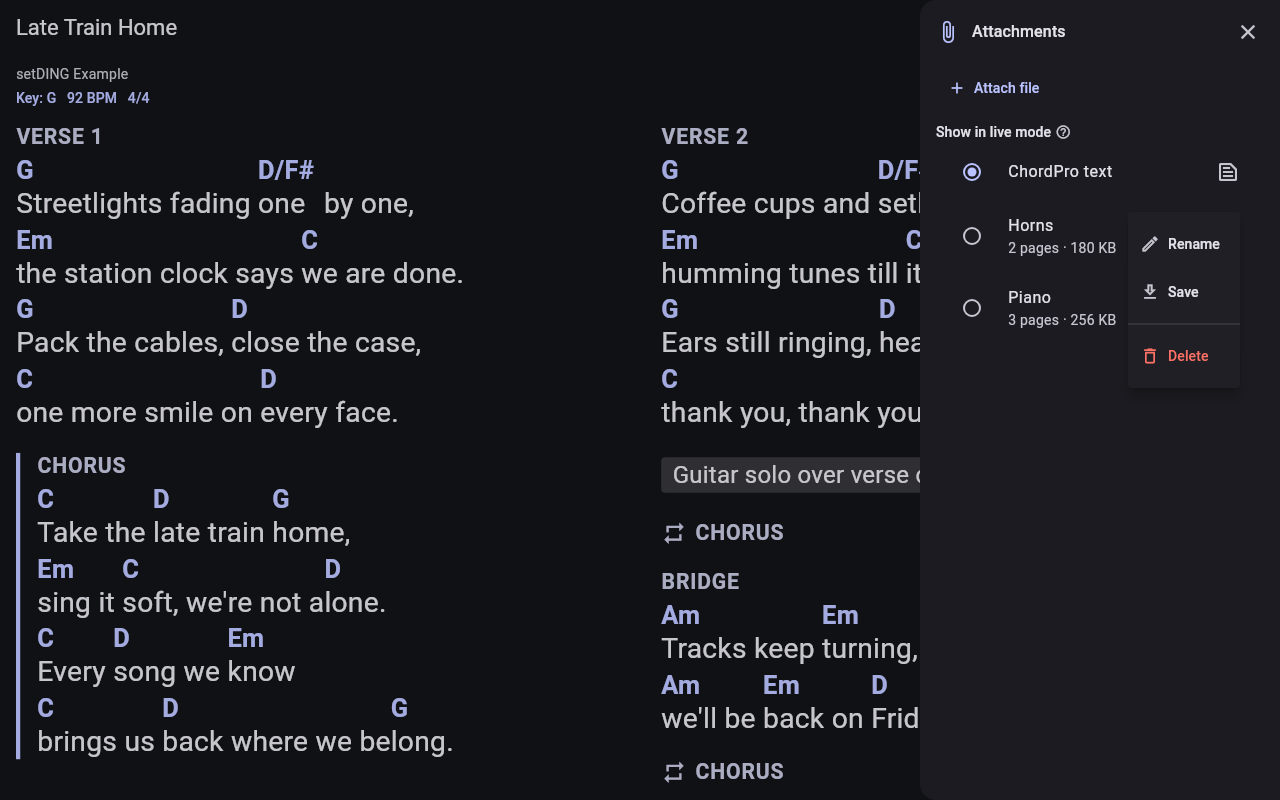 Late Train Home
setDING Example
Key: G 92 BPM 4/4
VERSE 1
G D/F#
Streetlights fading one by one,
Em C
the station clock says we are done.
G D
Pack the cables, close the case,
C D
one more smile on every face.
CHORUS
C D G
Take the late train home,
Em C D
sing it soft, we're not alone.
C D Em
Every song we know
C D G
brings us back where we belong.
VERSE 2
G D/F
Coffee cups and
Em C
humming tunes till it
G D
Ears still ringing,
C
thank you, thank you
Guitar solo over verse
CHORUS
BRIDGE
Am Em
Tracks keep turning,
Am Em D
we'll be back on
CHORUS
Attachments
Attach file
Show in live mode
ChordPro text
Horns
2 pages · 180 KB
Piano
3 pages · 256 KB
Rename
Save
Delete